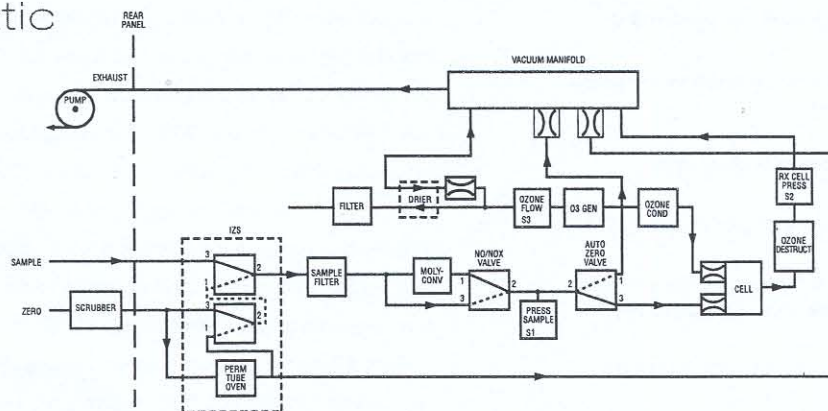 tic
REAR
PANEL
VACUUM MANIFOLD
EXHAUST
PUMP
RX CELL
PRESS
S2
FILTER
DRIER
OZONE
FLOW
S3
O3 GEN
OZONE
COND
OZONE
DESTRUCT
IZS
SAMPLE
3
2
1
SAMPLE
FILTER
MOLY-
CONV
NO/NOX
VALVE
1
2
3
AUTO
ZERO
VALVE
2
1
3
CELL
PRESS
SAMPLE
S1
ZERO
SCRUBBER
3
2
1
PERM
TUBE
OVEN